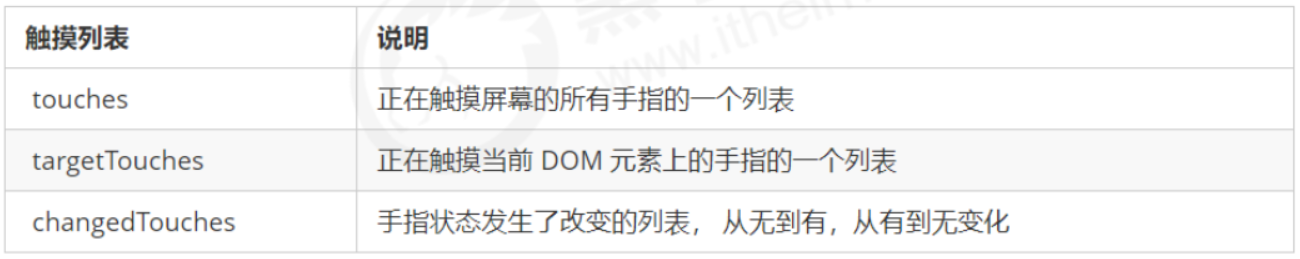 触摸列表 说明
touches 正在触摸屏幕的所有手指的一个列表
targetTouches 正在触摸当前 DOM 元素上的手指的一个列表
changedTouches 手指状态发生了改变的列表, 从无到有, 从有到无变化